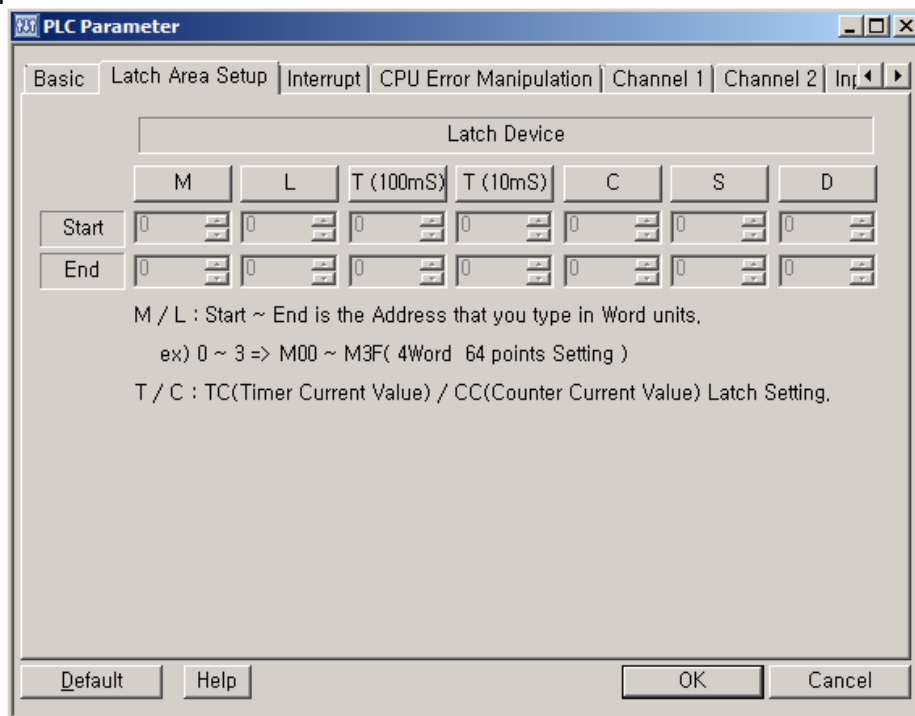 PLC Parameter
Basic Latch Area Setup Interrupt CPU Error Manipulation Channel 1 Channel 2
Latch Device
M L T (100mS) T (10mS) C S D
Start 0 0 0 0 0 0 0
End 0 0 0 0 0 0 0
M / L : Start ~ End is the Address that you type in Word units,
ex) 0 ~ 3 => M00 ~ M3F( 4Word 64 points Setting )
T / C : TC(Timer Current Value) / CC(Counter Current Value) Latch Setting,
Default Help OK Cancel